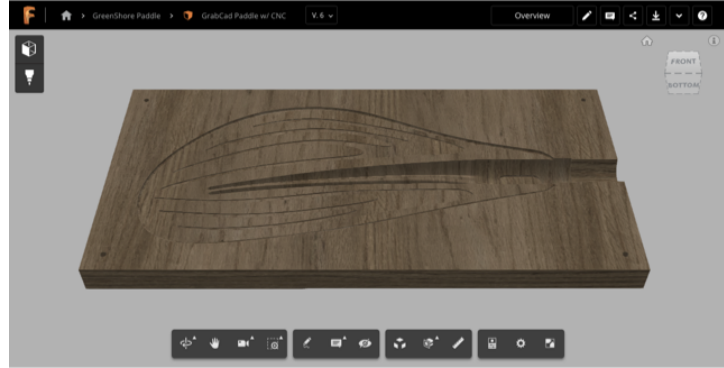 F GreenShore Paddle > GrabCad Paddle w/ CNC V. 6 Overview
FRONT
BOTTOM